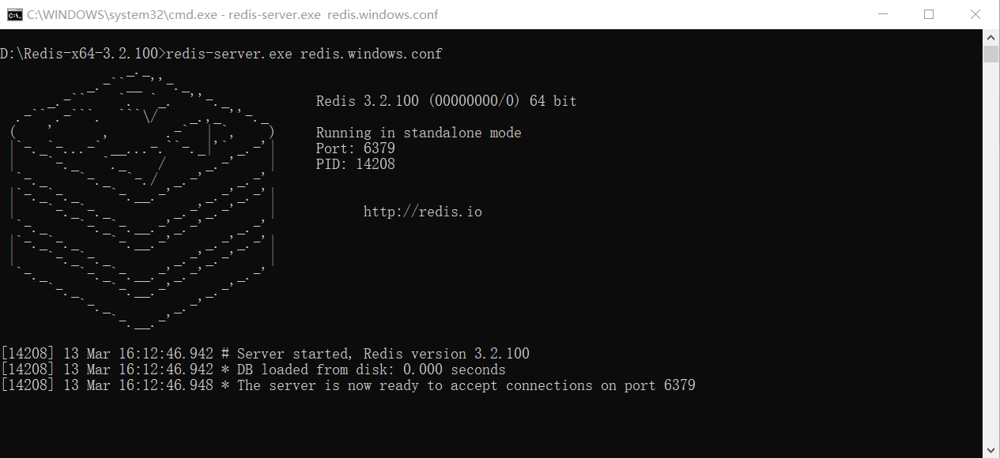 C:\WINDOWS\system32\cmd.exe - redis-server.exe  redis.windows.conf
D:\Redis-x64-3.2.100>redis-server.exe redis.windows.conf
Redis 3.2.100 (00000000/0) 64 bit
Running in standalone mode
Port: 6379
PID: 14208
http://redis.io
[14208] 13 Mar 16:12:46.942 # Server started, Redis version 3.2.100
[14208] 13 Mar 16:12:46.942 * DB loaded from disk: 0.000 seconds
[14208] 13 Mar 16:12:46.948 * The server is now ready to accept connections on port 6379